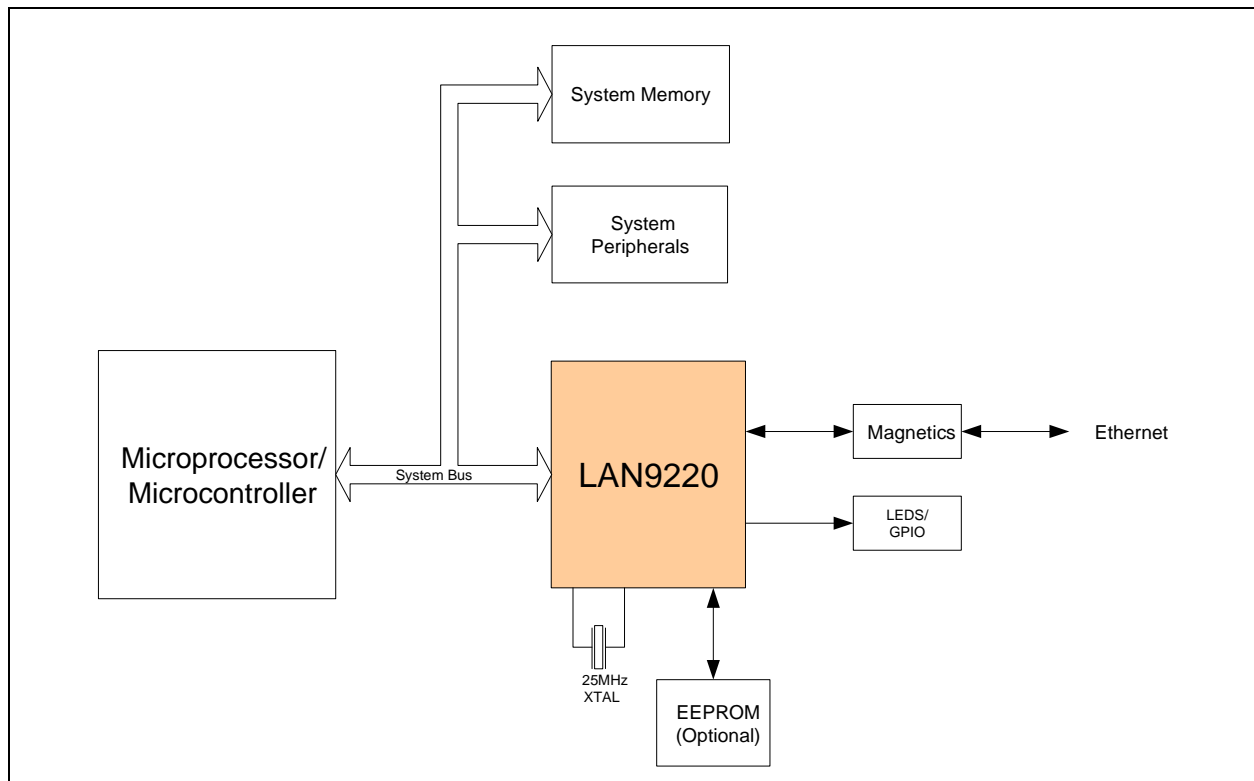 System Memory
System
Peripherals
Microprocessor/
Microcontroller
System Bus
LAN9220
Magnetics
Ethernet
LEDS/
GPIO
25MHz
XTAL
EEPROM
(Optional)